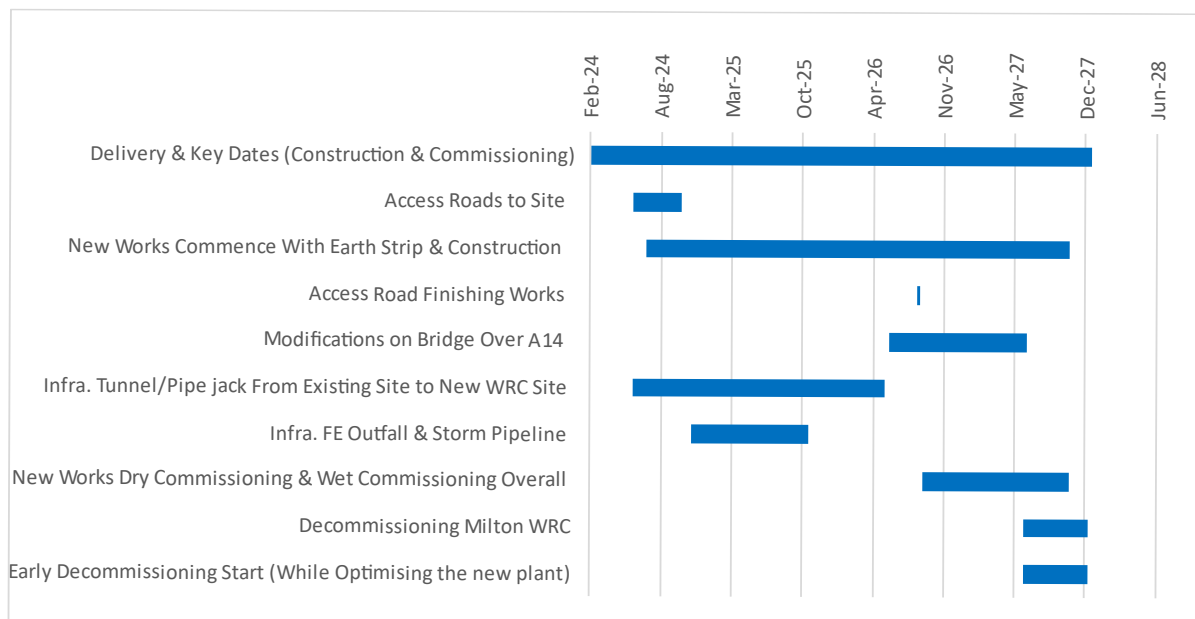 Feb-24
Aug-24
Mar-25
Oct-25
Apr-26
Nov-26
May-27
Dec-27
Jun-28
Delivery & Key Dates (Construction & Commissioning)
Access Roads to Site
New Works Commence With Earth Strip & Construction
Access Road Finishing Works
Modifications on Bridge Over A14
Infra. Tunnel/Pipe jack From Existing Site to New WRC Site
Infra. FE Outfall & Storm Pipeline
New Works Dry Commissioning & Wet Commissioning Overall
Decommissioning Milton WRC
Early Decommissioning Start (While Optimising the new plant)